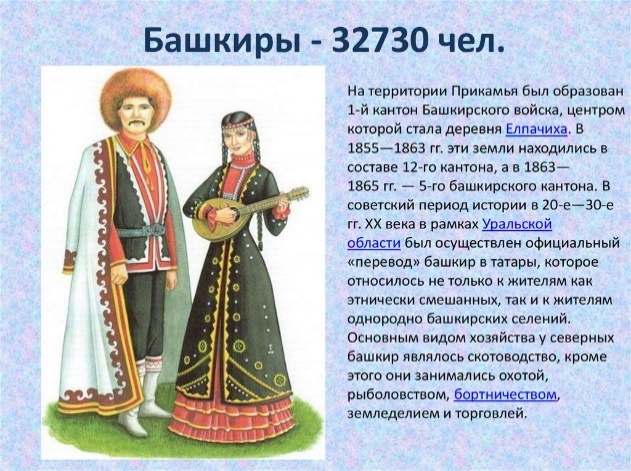 Башкиры - 32730 чел.
На территории Прикамья был образован
1-й кантон Башкирского войска, центром
которой стала деревня Елпачиха. В
1855—1863 гг. эти земли находились в
составе 12-го кантона, а в 1863—
1865 гг. — 5-го башкирского кантона. В
советский период истории в 20-е—30-е
гг. XX века в рамках Уральской
области был осуществлен официальный
«перевод» башкир в татары, которое
относилось не только к жителям как
этнически смешанных, так и к жителям
однородно башкирских селений.
Основным видом хозяйства у северных
башкир являлось скотоводство, кроме
этого они занимались охотой,
рыболовством, бортничеством,
земледелием и торговлей.